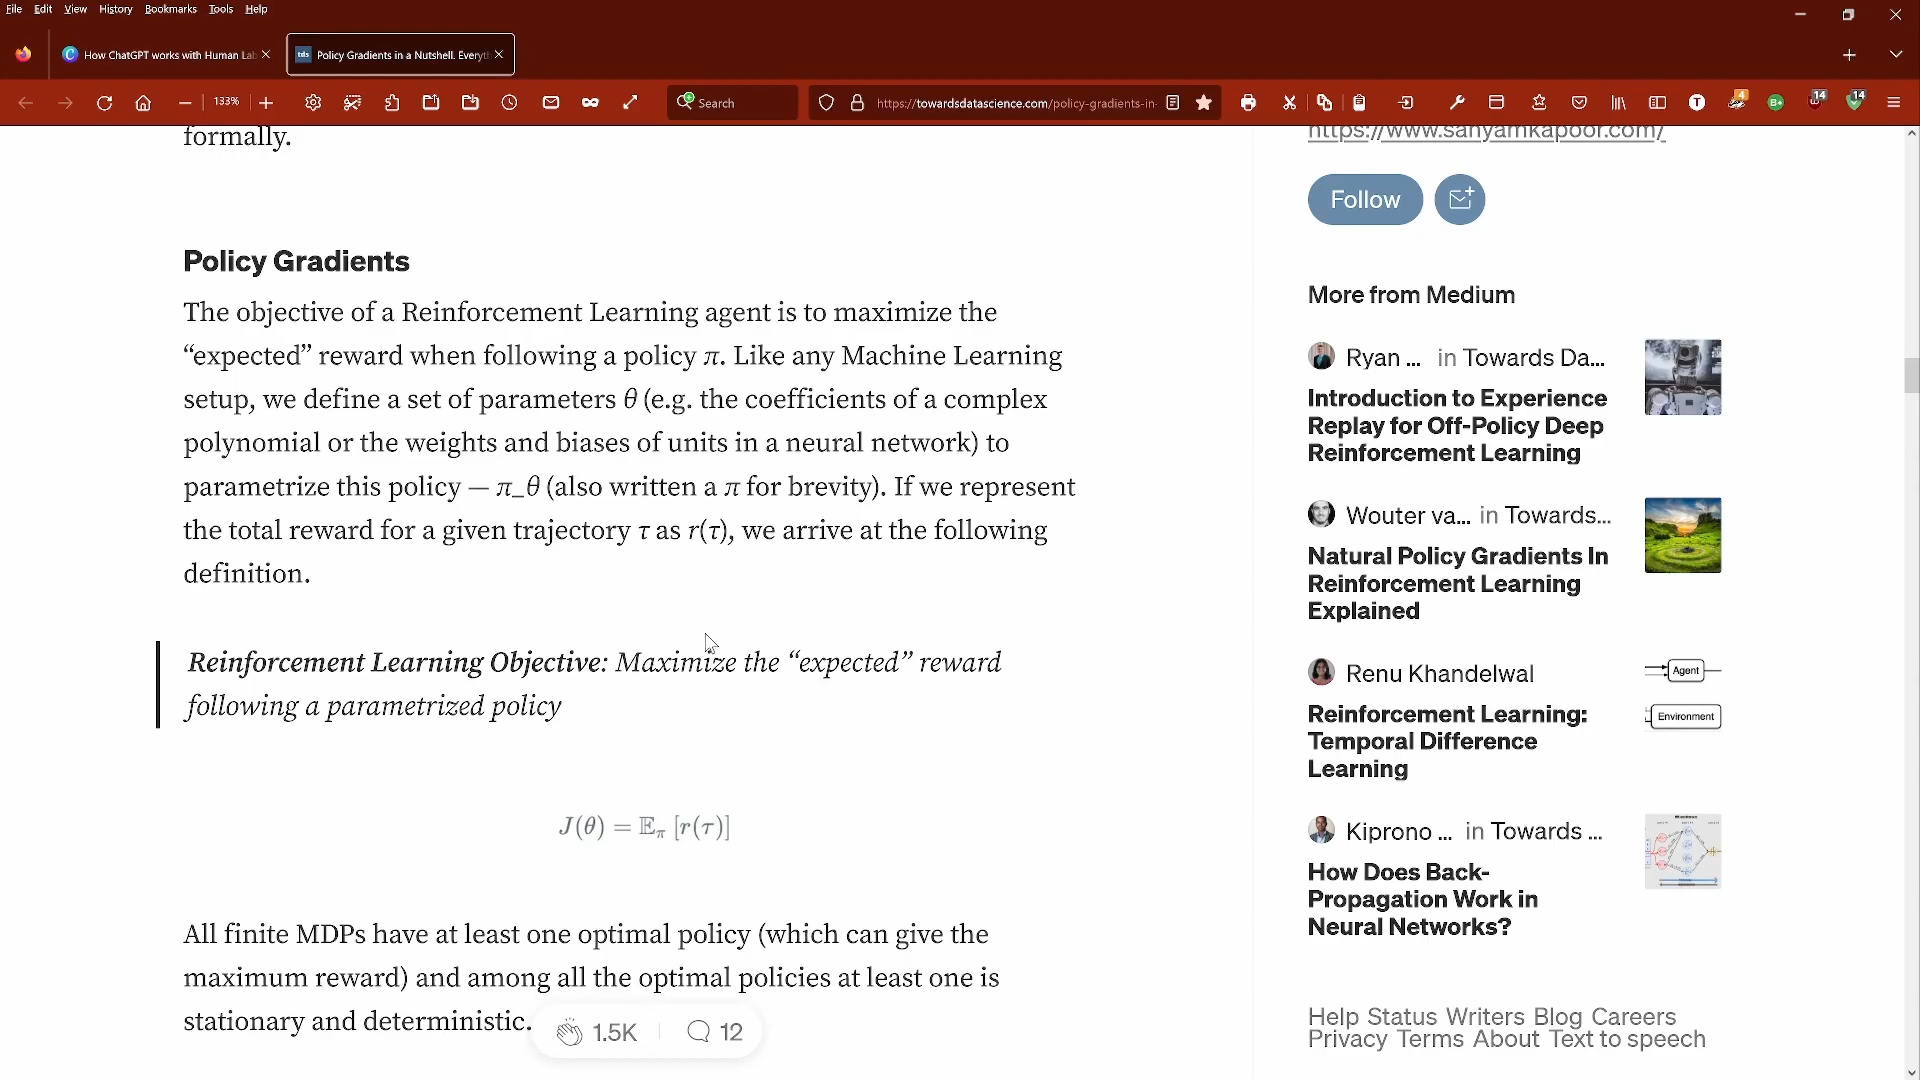 File Edit View History Bookmarks Tools Help
How ChatGPT works with Human Lab
tds Policy Gradients in a Nutshell. Everyt
133%
Search
https://towardsdatascience.com/policy-gradients-in-
4
14
14
formally.
Policy Gradients
The objective of a Reinforcement Learning agent is to maximize the
“expected” reward when following a policy π. Like any Machine Learning
setup, we define a set of parameters θ (e.g. the coefficients of a complex
polynomial or the weights and biases of units in a neural network) to
parametrize this policy — π_θ (also written a π for brevity). If we represent
the total reward for a given trajectory τ as r(τ), we arrive at the following
definition.
Reinforcement Learning Objective: Maximize the “expected” reward
following a parametrized policy
J(θ) = 𝔼π [r(τ)]
All finite MDPs have at least one optimal policy (which can give the
maximum reward) and among all the optimal policies at least one is
stationary and deterministic.
1.5K 12
https://www.sanyamkapoor.com/
Follow
More from Medium
Ryan ... in Towards Da...
Introduction to Experience
Replay for Off-Policy Deep
Reinforcement Learning
Wouter va... in Towards...
Natural Policy Gradients In
Reinforcement Learning
Explained
Renu Khandelwal
Reinforcement Learning:
Temporal Difference
Learning
Agent
Environment
Kiprono ... in Towards ...
How Does Back-
Propagation Work in
Neural Networks?
Help Status Writers Blog Careers
Privacy Terms About Text to speech